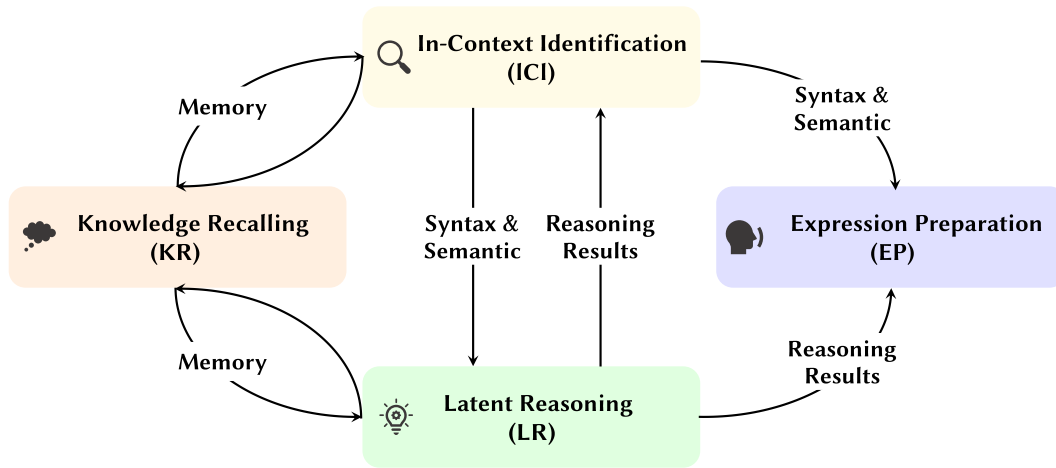 In-Context Identification
(ICI)
Memory
Syntax &
Semantic
Knowledge Recalling
(KR)
Syntax &
Semantic
Reasoning
Results
Expression Preparation
(EP)
Memory
Reasoning
Results
Latent Reasoning
(LR)